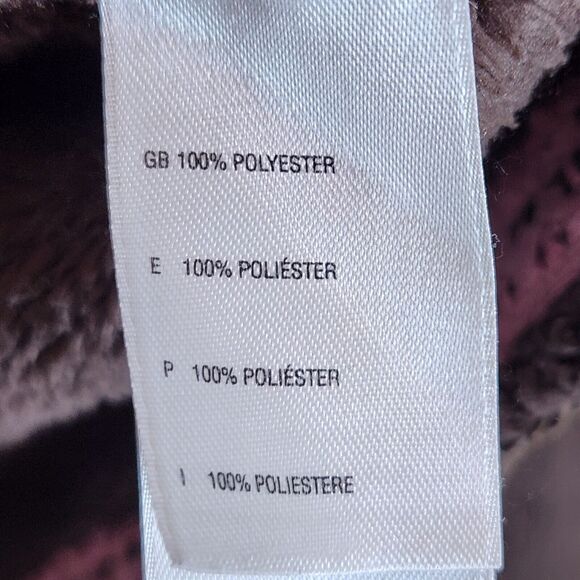 GB 100% POLYESTER
E 100% POLIÉSTER
P 100% POLIÉSTER
I 100% POLIESTERE